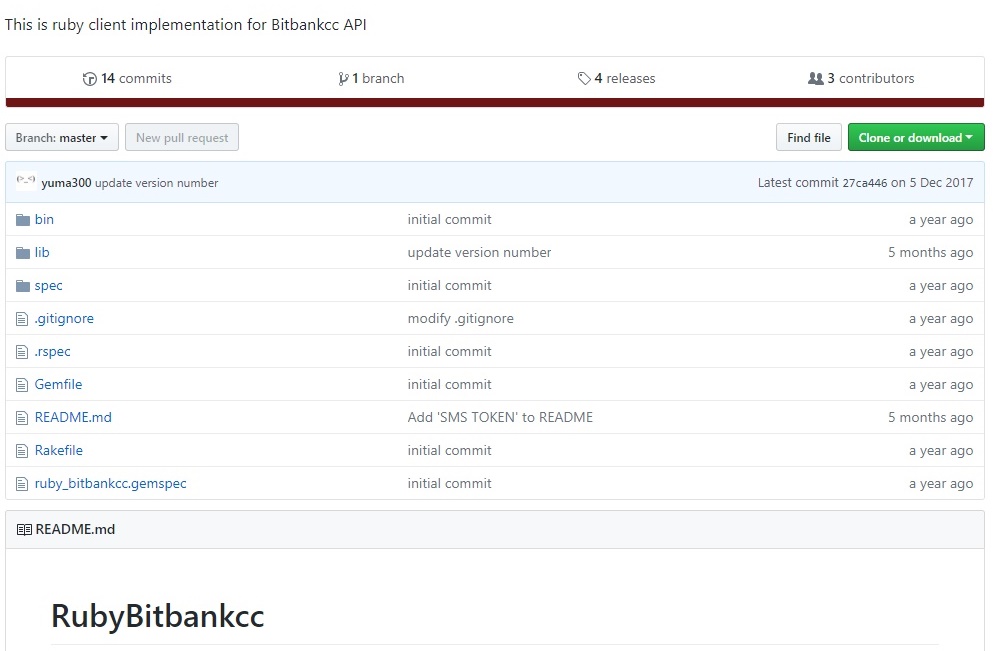 This is ruby client implementation for Bitbankcc API
14 commits 1 branch 4 releases 3 contributors
Branch: master New pull request Find file Clone or download
(>_<) yuma300 update version number Latest commit 27ca446 on 5 Dec 2017
bin initial commit a year ago
lib update version number 5 months ago
spec initial commit a year ago
.gitignore modify .gitignore a year ago
.rspec initial commit a year ago
Gemfile initial commit a year ago
README.md Add 'SMS TOKEN' to README 5 months ago
Rakefile initial commit a year ago
ruby_bitbankcc.gemspec initial commit a year ago
README.md
RubyBitbankcc